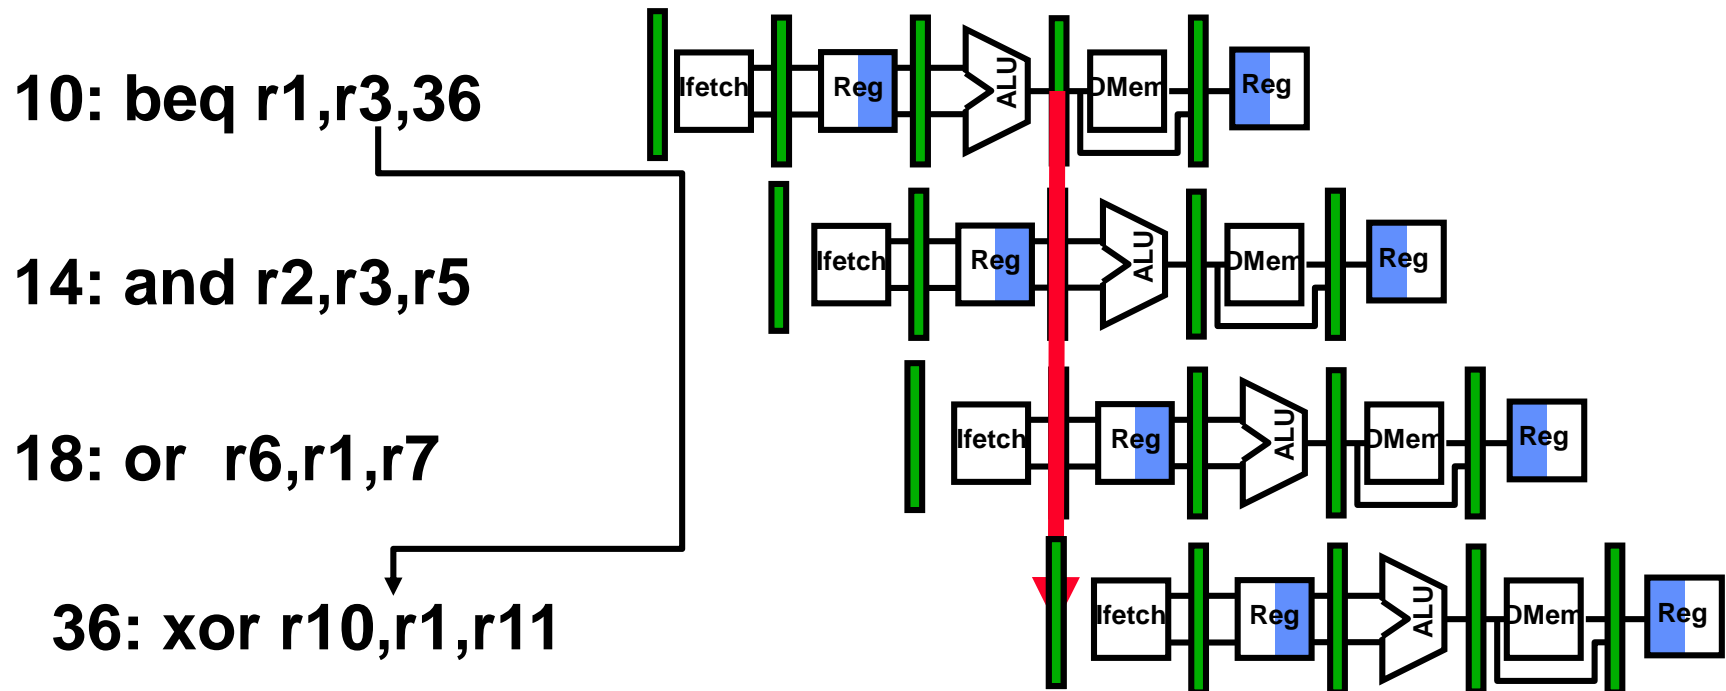 10: beq r1,r3,36
Ifetch Reg ALU DMem Reg
14: and r2,r3,r5
Ifetch Reg ALU DMem Reg
18: or r6,r1,r7
Ifetch Reg ALU DMem Reg
36: xor r10,r1,r11
Ifetch Reg ALU DMem Reg